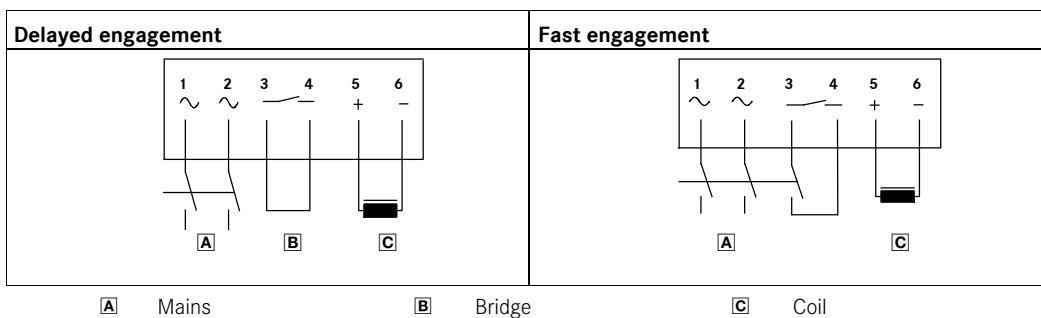 Delayed engagement
Fast engagement
1 2 3 4 5 6
+ −
A B C
1 2 3 4 5 6
+ −
A C
A Mains B Bridge C Coil